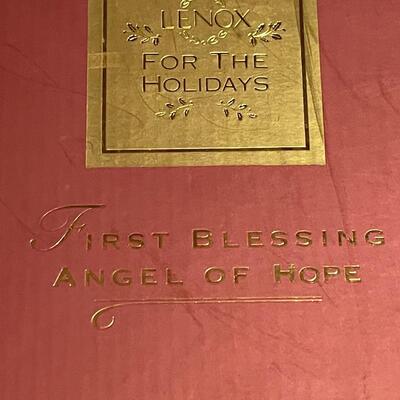 LENOX
FOR THE
HOLIDAYS
FIRST BLESSING
ANGEL OF HOPE